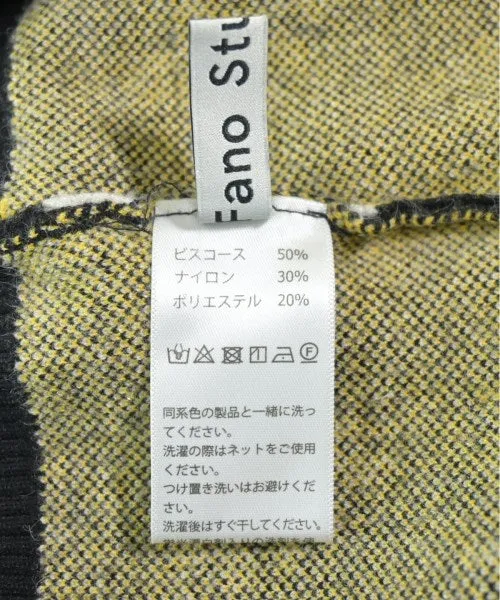 Fano Stu
ビスコース 50%
ナイロン 30%
ポリエステル 20%
同系色の製品と一緒に洗っ
てください。
洗濯の際はネットをご使用
ください。
つけ置き洗いはお避けくだ
さい。
洗濯後はすぐ干してください。